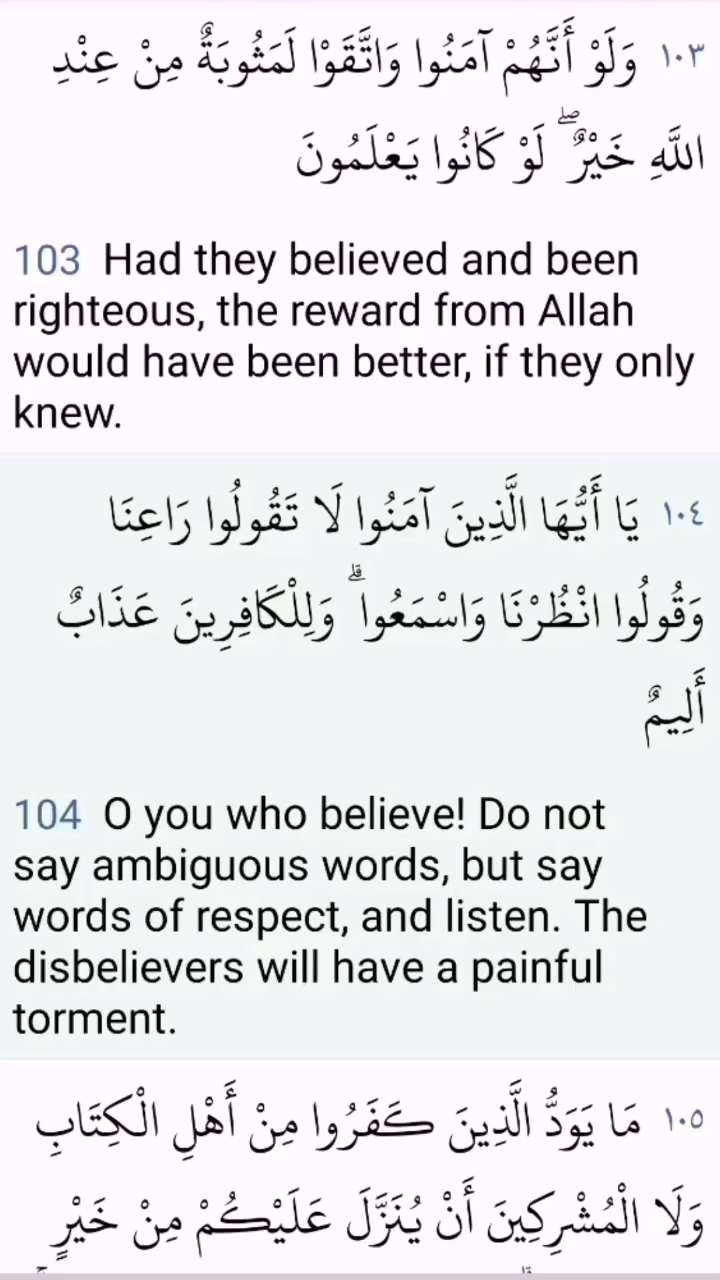 ١٠٣ وَلَوْ أَنَّهُمْ آمَنُوا وَاتَّقَوْا لَمَثُوبَةٌ مِنْ عِنْدِ
اللَّهِ خَيْرٌ ۖ لَوْ كَانُوا يَعْلَمُونَ
103 Had they believed and been
righteous, the reward from Allah
would have been better, if they only
knew.
١٠٤ يَا أَيُّهَا الَّذِينَ آمَنُوا لَا تَقُولُوا رَاعِنَا
وَقُولُوا انْظُرْنَا وَاسْمَعُوا ۗ وَلِلْكَافِرِينَ عَذَابٌ
أَلِيمٌ
104 O you who believe! Do not
say ambiguous words, but say
words of respect, and listen. The
disbelievers will have a painful
torment.
١٠٥ مَا يَوَدُّ الَّذِينَ كَفَرُوا مِنْ أَهْلِ الْكِتَابِ
وَلَا الْمُشْرِكِينَ أَنْ يُنَزَّلَ عَلَيْكُمْ مِنْ خَيْرٍ